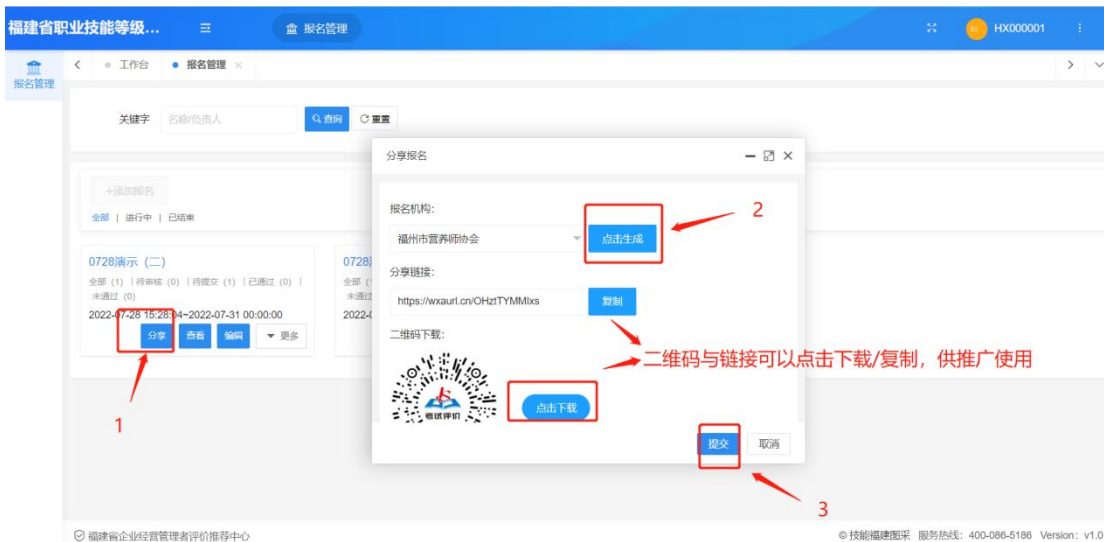 福建省职业技能等级...
报名管理
HX000001
报名管理
工作台
报名管理
关键字
名称/负责人
查询
重置
+添加报名
全部 | 进行中 | 已结束
0728演示（二）
全部 (1) | 待审核 (0) | 待提交 (1) | 已通过 (0) |
未通过 (0)
2022-07-28 15:28:04~2022-07-31 00:00:00
分享
查看
编辑
更多
1
0728
全部
未通过
2022-0
分享报名
报名机构:
福州市营养师协会
点击生成
2
分享链接:
复制
二维码下载:
二维码与链接可以点击下载/复制，供推广使用
考试评价
点击下载
提交
取消
3
福建省企业经营管理者评价推荐中心
©技能福建图采 服务热线：400-086-5186 Version：v1.0